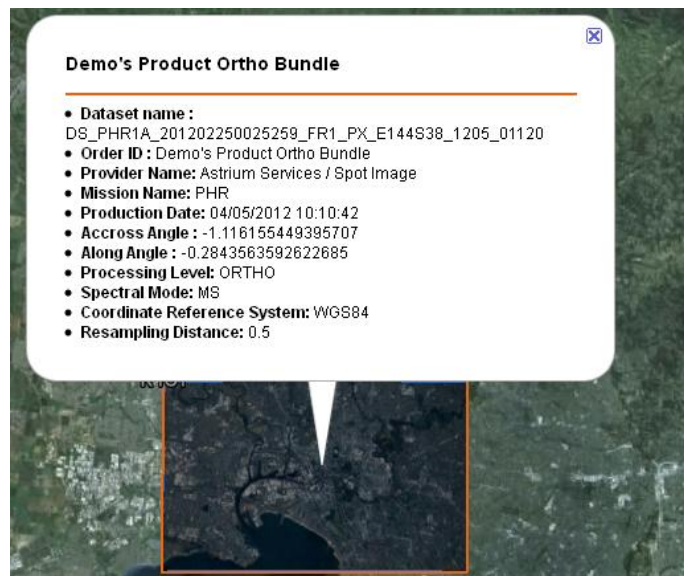 Demo's Product Ortho Bundle
• Dataset name :
DS_PHR1A_201202250025259_FR1_PX_E144S38_1205_01120
• Order ID : Demo's Product Ortho Bundle
• Provider Name: Astrium Services / Spot Image
• Mission Name: PHR
• Production Date: 04/05/2012 10:10:42
• Accross Angle : -1.116155449395707
• Along Angle : -0.2843563592622685
• Processing Level: ORTHO
• Spectral Mode: MS
• Coordinate Reference System: WGS84
• Resampling Distance: 0.5